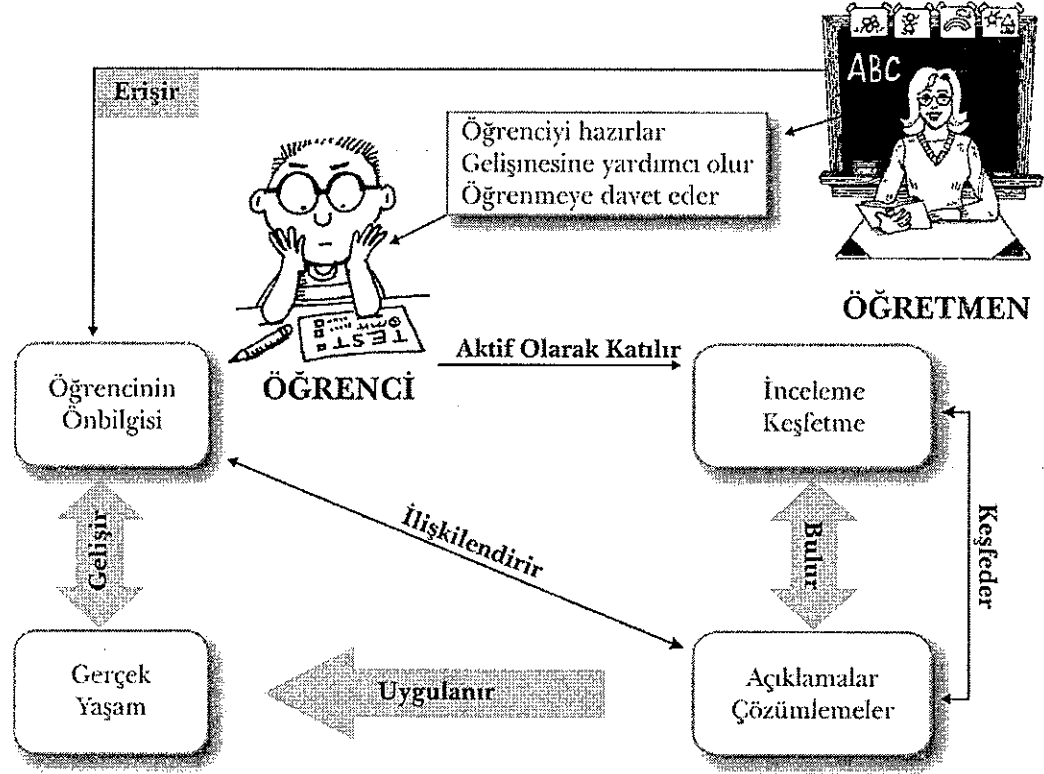 ABC
Erişir
Öğrenciyi hazırlar
Gelişmesine yardımcı olur
Öğrenmeye davet eder
ÖĞRETMEN
TEST
ÖĞRENCİ
Aktif Olarak Katılır
Öğrencinin
Önbilgisi
İnceleme
Keşfetme
Gelişir
İlişkilendirir
Bulur
Keşfeder
Gerçek
Yaşam
Uygulanır
Açıklamalar
Çözümlemeler